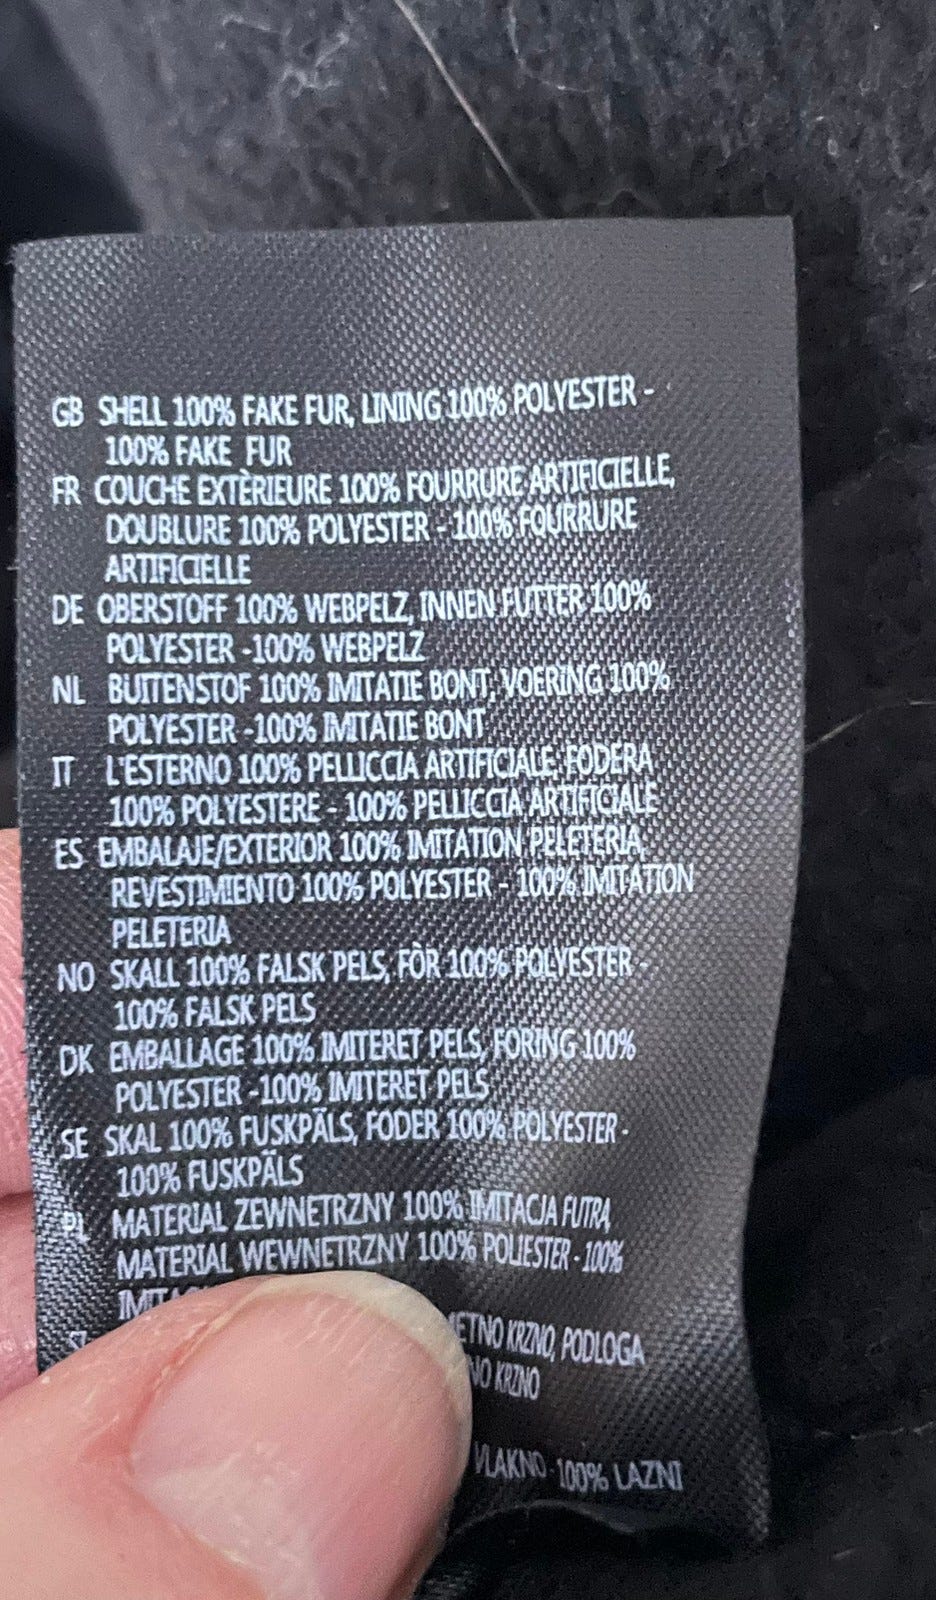 GB SHELL 100% FAKE FUR, LINING 100% POLYESTER -
100% FAKE FUR
FR COUCHE EXTÈRIEURE 100% FOURRURE ARTIFICIELLE,
DOUBLURE 100% POLYESTER - 100% FOURRURE
ARTIFICIELLE
DE OBERSTOFF 100% WEBPELZ, INNEN FUTTER 100%
POLYESTER -100% WEBPELZ
NL BUITENSTOF 100% IMITATIE BONT, VOERING 100%
POLYESTER -100% IMITATIE BONT
IT L'ESTERNO 100% PELLICCIA ARTIFICIALE, FODERA
100% POLYESTERE - 100% PELLICCIA ARTIFICIALE
ES EMBALAJE/EXTERIOR 100% IMITATION PELETERIA,
REVESTIMIENTO 100% POLYESTER - 100% IMITATION
PELETERIA
NO SKALL 100% FALSK PELS, FÒR 100% POLYESTER -
100% FALSK PELS
DK EMBALLAGE 100% IMITERET PELS, FORING 100%
POLYESTER -100% IMITERET PELS
SE SKAL 100% FUSKPÄLS, FODER 100% POLYESTER -
100% FUSKPÄLS
PL MATERIAL ZEWNETRZNY 100% IMITACJA FUTRA,
MATERIAL WEWNETRZNY 100% POLIESTER - 100%
KRZNO, PODLOGA
KRZNO
VLAKNO - 100% LAZNI